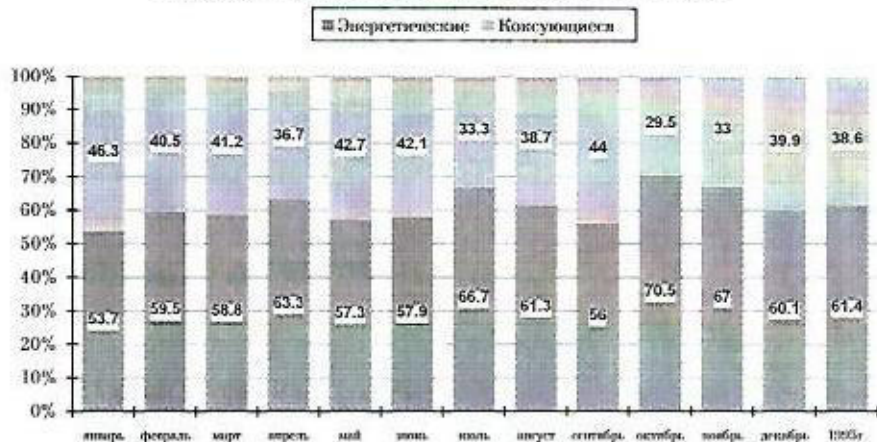 Энергетические Коксующиеся
100%
90%
80%
70%
60%
50%
40%
30%
20%
10%
0%
46.3 40.5 41.2 36.7 42.7 42.1 33.3 38.7 44 29.5 33 39.9 38.6
53.7 59.5 58.8 63.3 57.3 57.9 66.7 61.3 56 70.5 67 60.1 61.4
январь февраль март апрель май июнь июль август сентябрь октябрь ноябрь декабрь 1995г